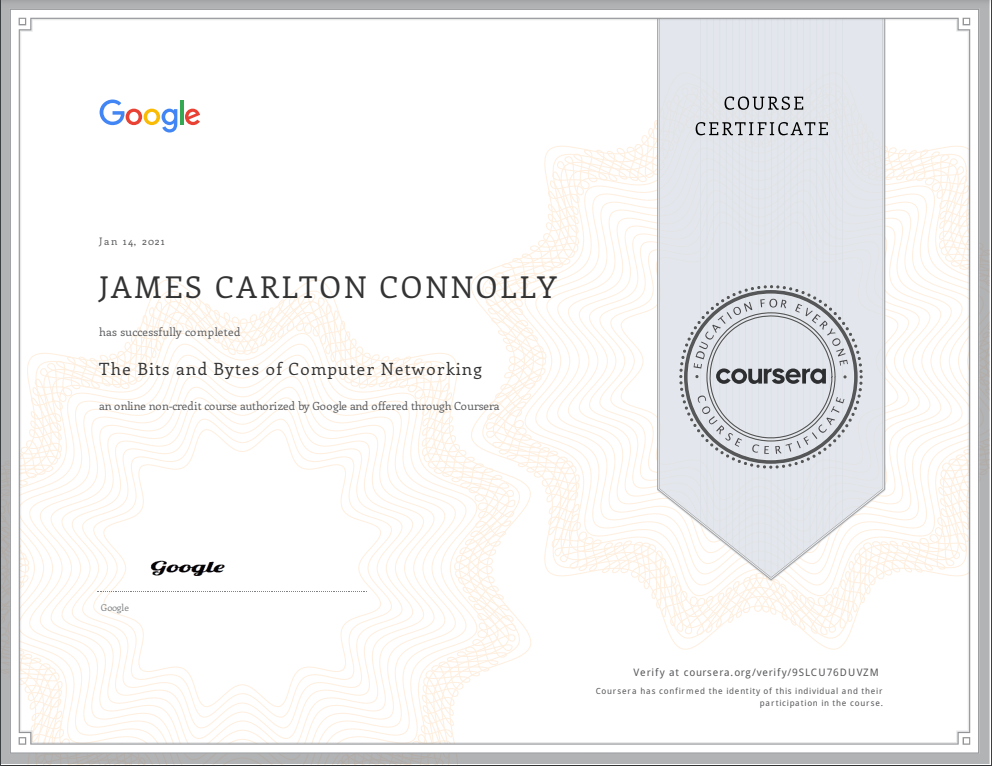 Google
COURSE
CERTIFICATE
Jan 14, 2021
JAMES CARLTON CONNOLLY
has successfully completed
The Bits and Bytes of Computer Networking
an online non-credit course authorized by Google and offered through Coursera
EDUCATION FOR EVERYONE
coursera
COURSE CERTIFICATE
Google
Google
Verify at coursera.org/verify/9SLCU76DUVZM
Coursera has confirmed the identity of this individual and their
participation in the course.